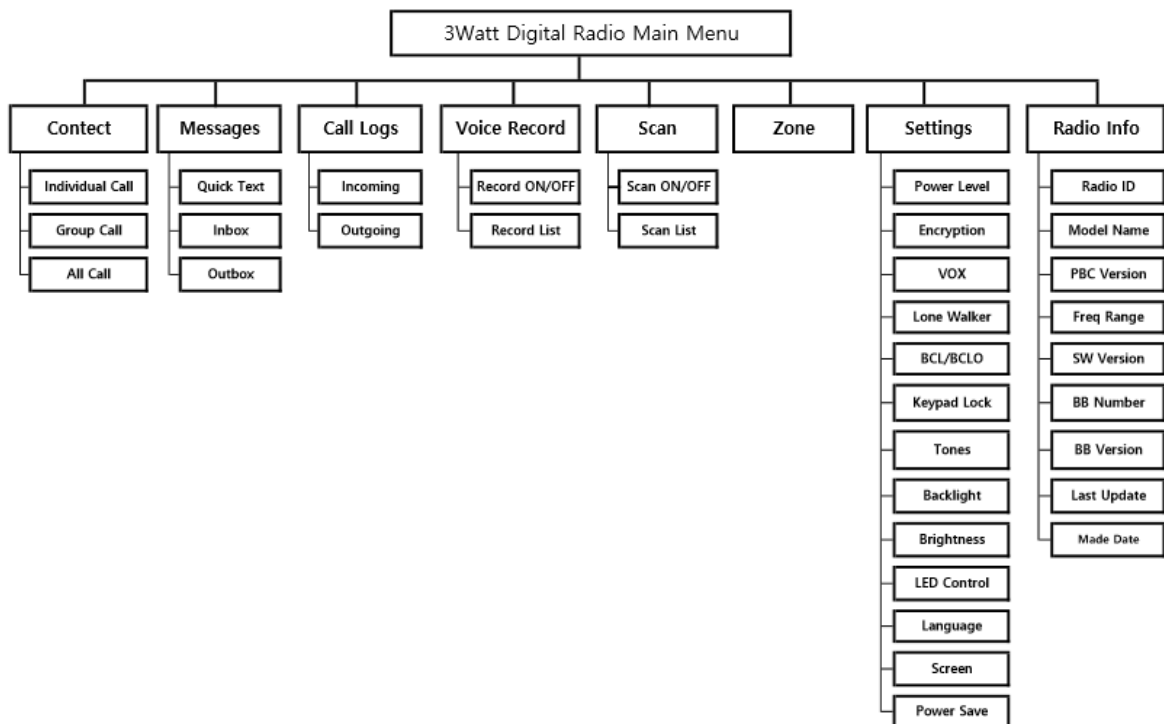 3Watt Digital Radio Main Menu
Contect
Messages
Call Logs
Voice Record
Scan
Zone
Settings
Radio Info
Individual Call
Group Call
All Call
Quick Text
Inbox
Outbox
Incoming
Outgoing
Record ON/OFF
Record List
Scan ON/OFF
Scan List
Power Level
Encryption
VOX
Lone Walker
BCL/BCLO
Keypad Lock
Tones
Backlight
Brightness
LED Control
Language
Screen
Power Save
Radio ID
Model Name
PBC Version
Freq Range
SW Version
BB Number
BB Version
Last Update
Made Date